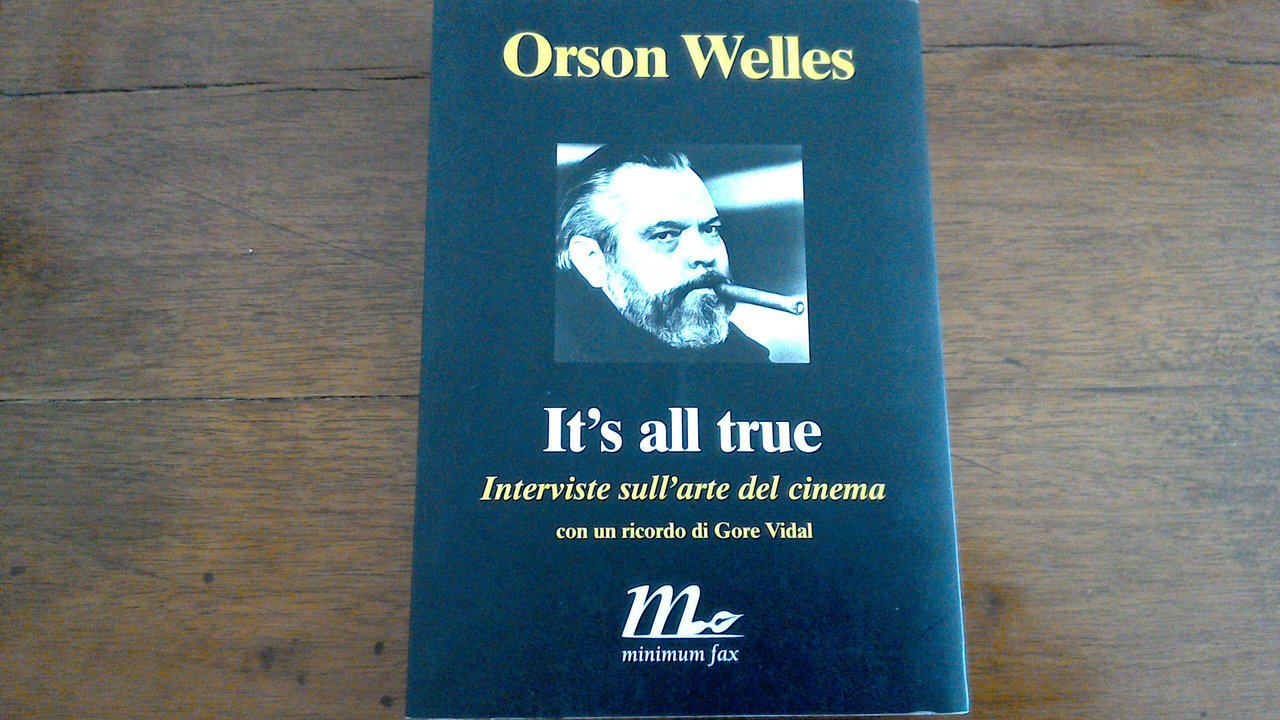 Orson Welles
It's all true
Interviste sull'arte del cinema
con un ricordo di Gore Vidal
m
minimum fax